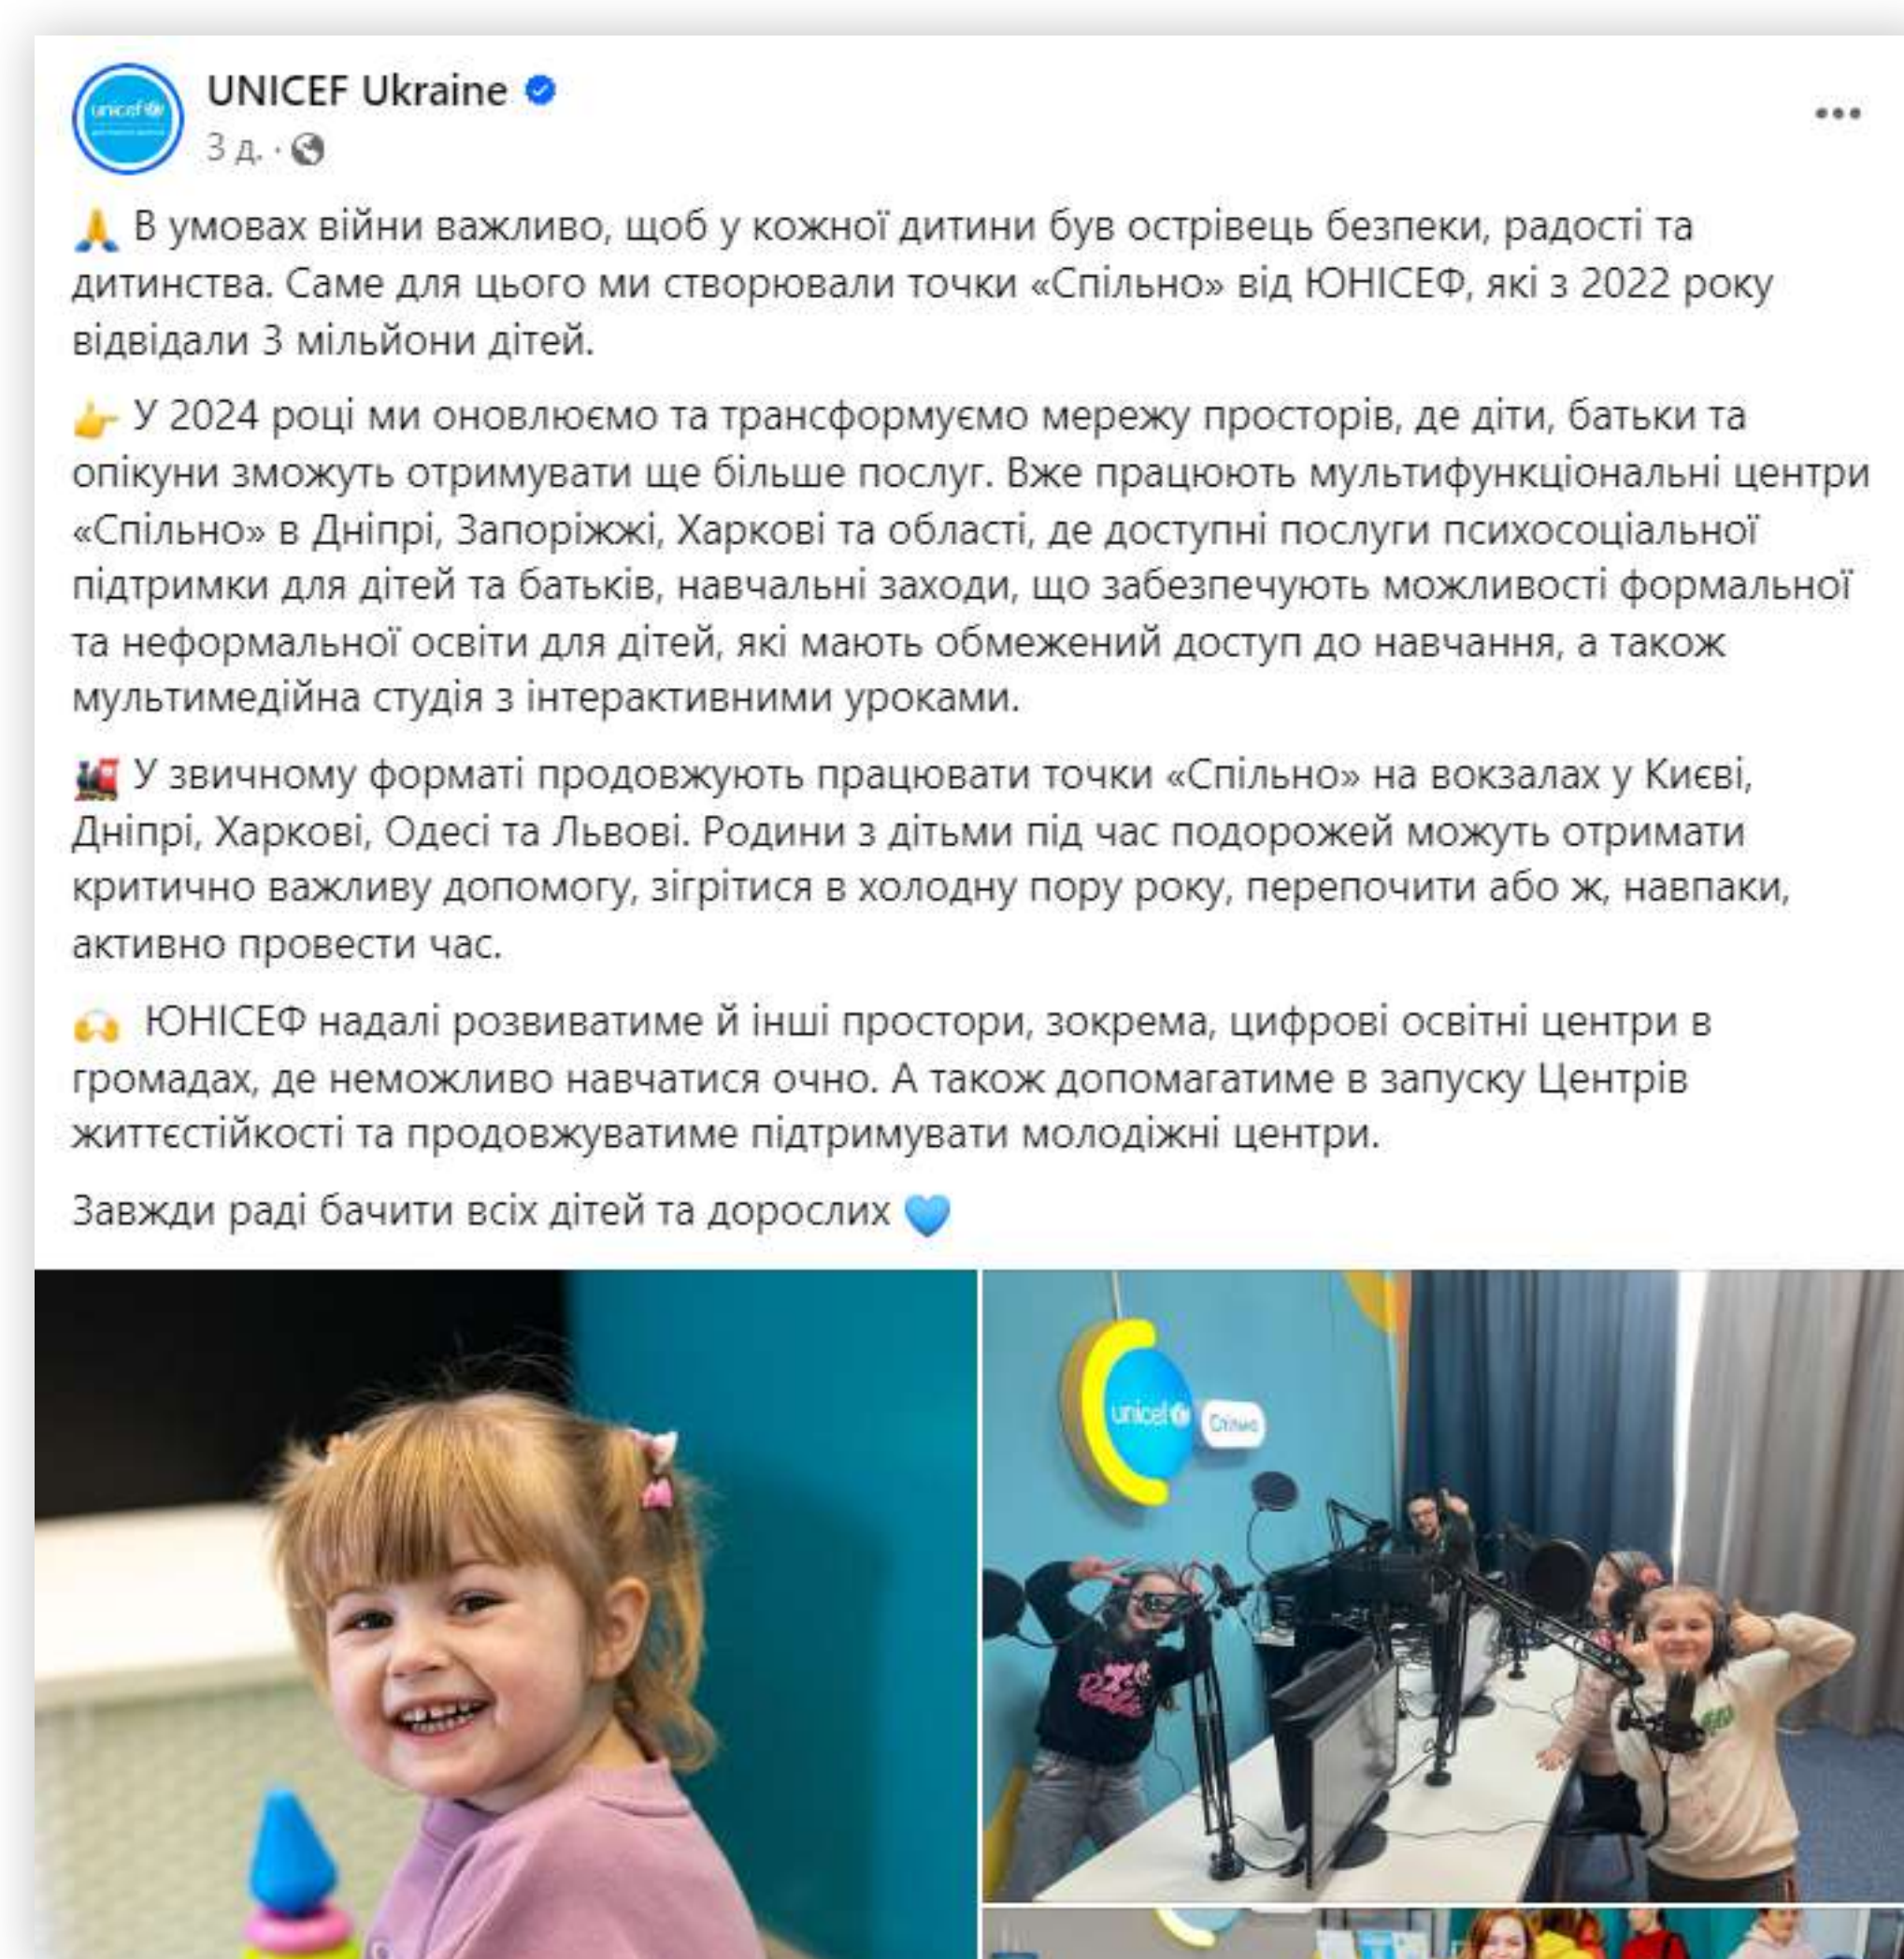 UNICEF Ukraine
3 д.
🙏 В умовах війни важливо, щоб у кожної дитини був острівець безпеки, радості та
дитинства. Саме для цього ми створювали точки «Спільно» від ЮНІСЕФ, які з 2022 року
відвідали 3 мільйони дітей.
👉 У 2024 році ми оновлюємо та трансформуємо мережу просторів, де діти, батьки та
опікуни зможуть отримувати ще більше послуг. Вже працюють мультифункціональні центри
«Спільно» в Дніпрі, Запоріжжі, Харкові та області, де доступні послуги психосоціальної
підтримки для дітей та батьків, навчальні заходи, що забезпечують можливості формальної
та неформальної освіти для дітей, які мають обмежений доступ до навчання, а також
мультимедійна студія з інтерактивними уроками.
🚂 У звичному форматі продовжують працювати точки «Спільно» на вокзалах у Києві,
Дніпрі, Харкові, Одесі та Львові. Родини з дітьми під час подорожей можуть отримати
критично важливу допомогу, зігрітися в холодну пору року, перепочити або ж, навпаки,
активно провести час.
🙌 ЮНІСЕФ надалі розвиватиме й інші простори, зокрема, цифрові освітні центри в
громадах, де неможливо навчатися очно. А також допомагатиме в запуску Центрів
життєстійкості та продовжуватиме підтримувати молодіжні центри.
Завжди раді бачити всіх дітей та дорослих 💙
unicef
Спільно